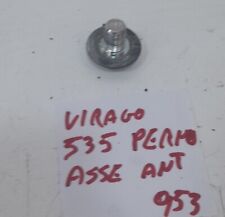 VIRAGO
535 PERNO
ASSE ANT
953